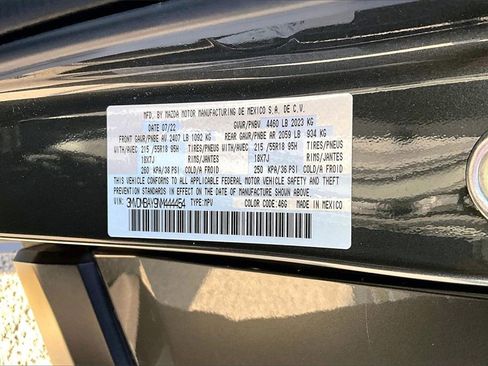 MFD. BY MAZDA MOTOR MANUFACTURING DE MEXICO S.A. DE C.V.
DATE 07/22 GVWR/PNBV 4460 LB 2023 KG
FRONT GAWR/PNBE AV 2407 LB 1092 KG REAR GAWR/PNBE AR 2059 LB 934 KG
WITH/AVEC 215/55R18 95H TIRES/PNEUS WITH/AVEC 215/55R18 95H TIRES/PNEUS
18X7J RIMS/JANTES 18X7J RIMS/JANTES
260 KPA/38 PSI COLD/A FROID 250 KPA/36 PSI COLD/A FROID
THIS VEHICLE CONFORMS TO ALL APPLICABLE FEDERAL MOTOR VEHICLE SAFETY AND THEFT
PREVENTION STANDARDS IN EFFECT ON THE DATE OF MANUFACTURE SHOWN ABOVE.
VIN: TYPE: MPV COLOR CODE: 46G MADE IN MEXICO